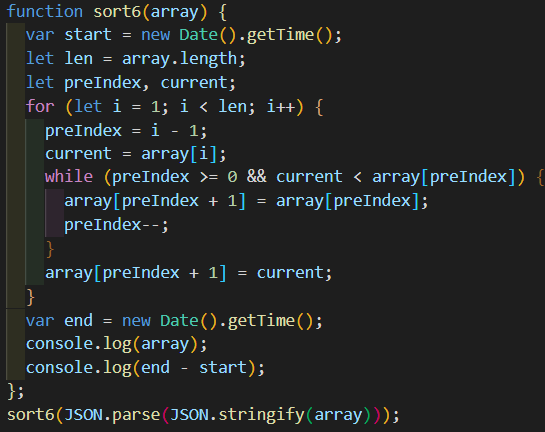 function sort6(array) {
  var start = new Date().getTime();
  let len = array.length;
  let preIndex, current;
  for (let i = 1; i < len; i++) {
    preIndex = i - 1;
    current = array[i];
    while (preIndex >= 0 && current < array[preIndex]) {
      array[preIndex + 1] = array[preIndex];
      preIndex--;
    }
    array[preIndex + 1] = current;
  }
  var end = new Date().getTime();
  console.log(array);
  console.log(end - start);
};
sort6(JSON.parse(JSON.stringify(array)));